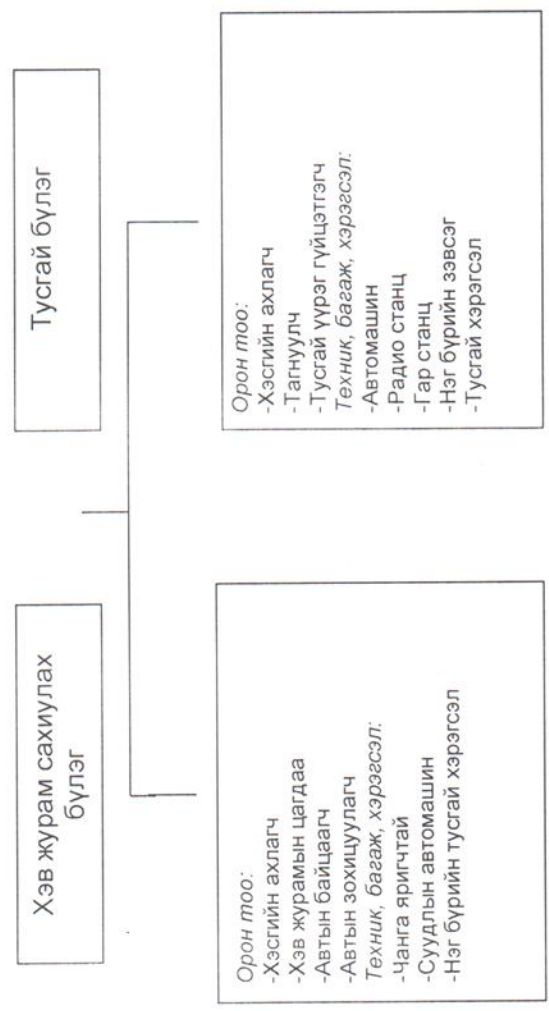 Хэв журам сахиулах
бүлэг
Тусгай бүлэг
Орон тоо:
-Хэсгийн ахлагч
-Хэв журамын цагдаа
-Автын байцаагч
-Автын зохицуулагч
Техник, багаж, хэрэгсэл:
-Чанга яригчтай
-Суудлын автомашин
-Нэг бүрийн тусгай хэрэгсэл
Орон тоо:
-Хэсгийн ахлагч
-Тагнуулч
-Тусгай үүрэг гүйцэтгэгч
Техник, багаж, хэрэгсэл:
-Автомашин
-Радио станц
-Гар станц
-Нэг бүрийн зэвсэг
-Тусгай хэрэгсэл